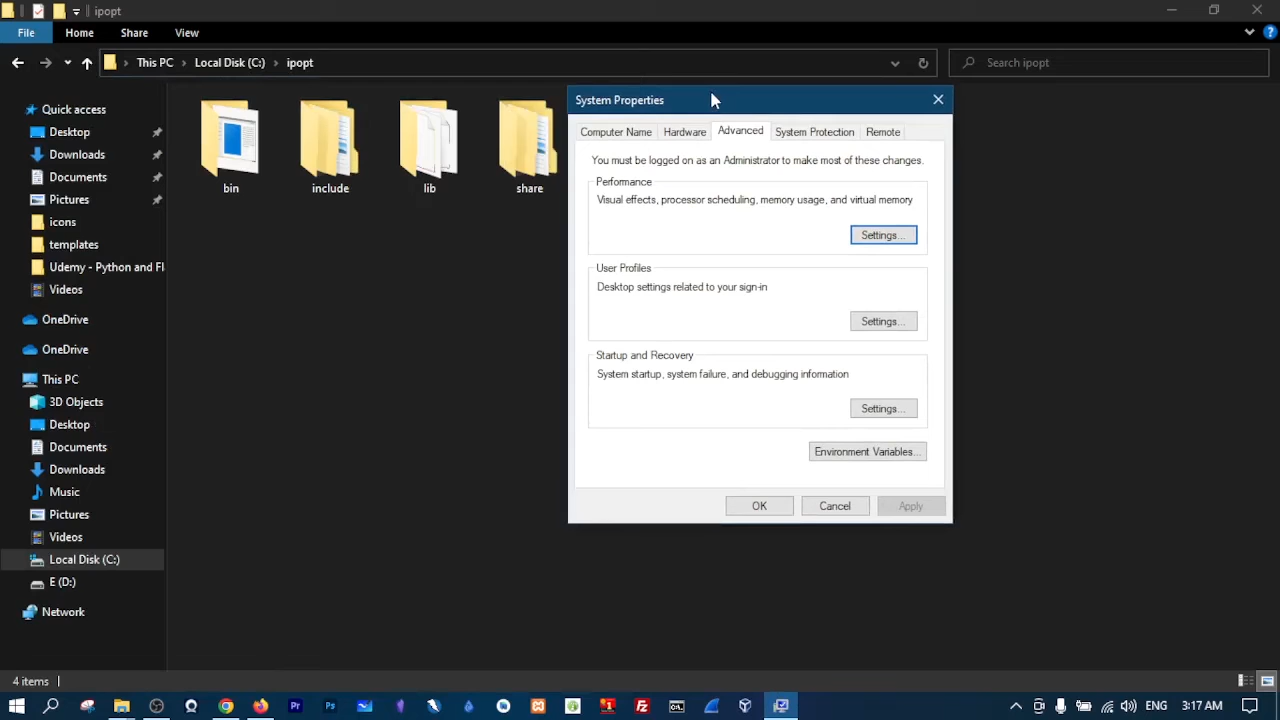 ipopt
File
Home
Share
View
This PC
Local Disk (C:)
ipopt
Search ipopt
Quick access
Desktop
Downloads
Documents
Pictures
icons
templates
Udemy - Python and Fl
Videos
OneDrive
OneDrive
This PC
3D Objects
Desktop
Documents
Downloads
Music
Pictures
Videos
Local Disk (C:)
E (D:)
Network
bin
include
lib
share
System Properties
Computer Name
Hardware
Advanced
System Protection
Remote
You must be logged on as an Administrator to make most of these changes.
Performance
Visual effects, processor scheduling, memory usage, and virtual memory
Settings...
User Profiles
Desktop settings related to your sign-in
Settings...
Startup and Recovery
System startup, system failure, and debugging information
Settings...
Environment Variables...
OK
Cancel
Apply
4 items
Pr
Ps
Fz
ENG
3:17 AM